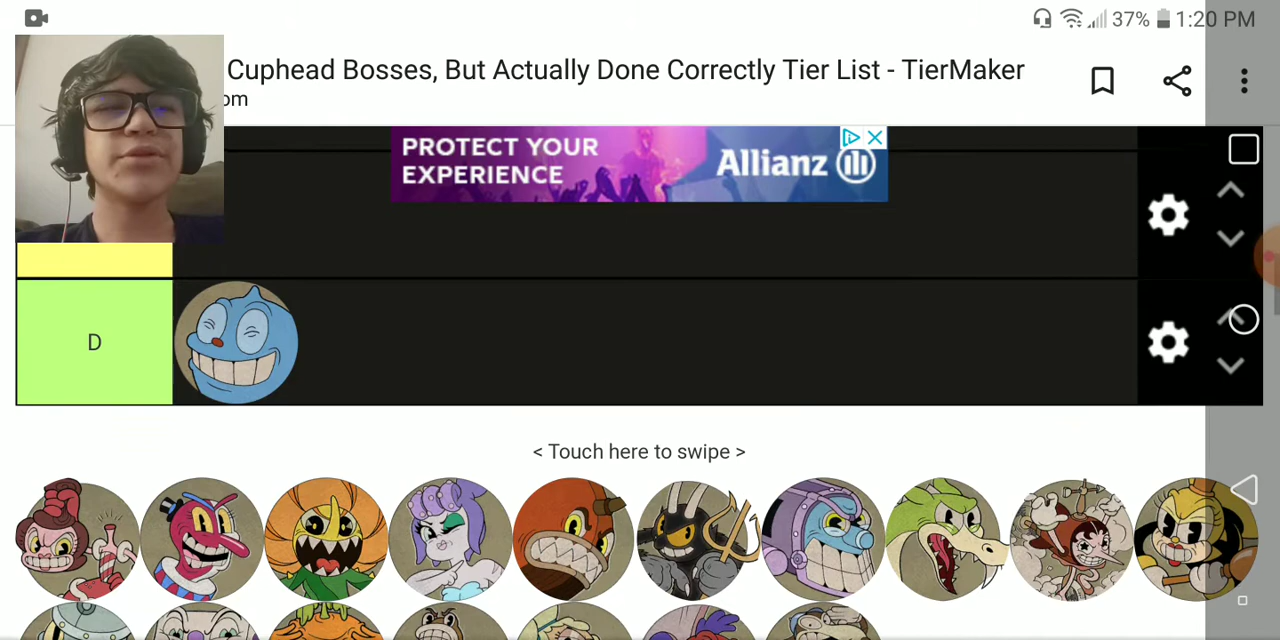 37% 1:20 PM
Cuphead Bosses, But Actually Done Correctly Tier List - TierMaker
om
PROTECT YOUR
EXPERIENCE
Allianz
D
< Touch here to swipe >